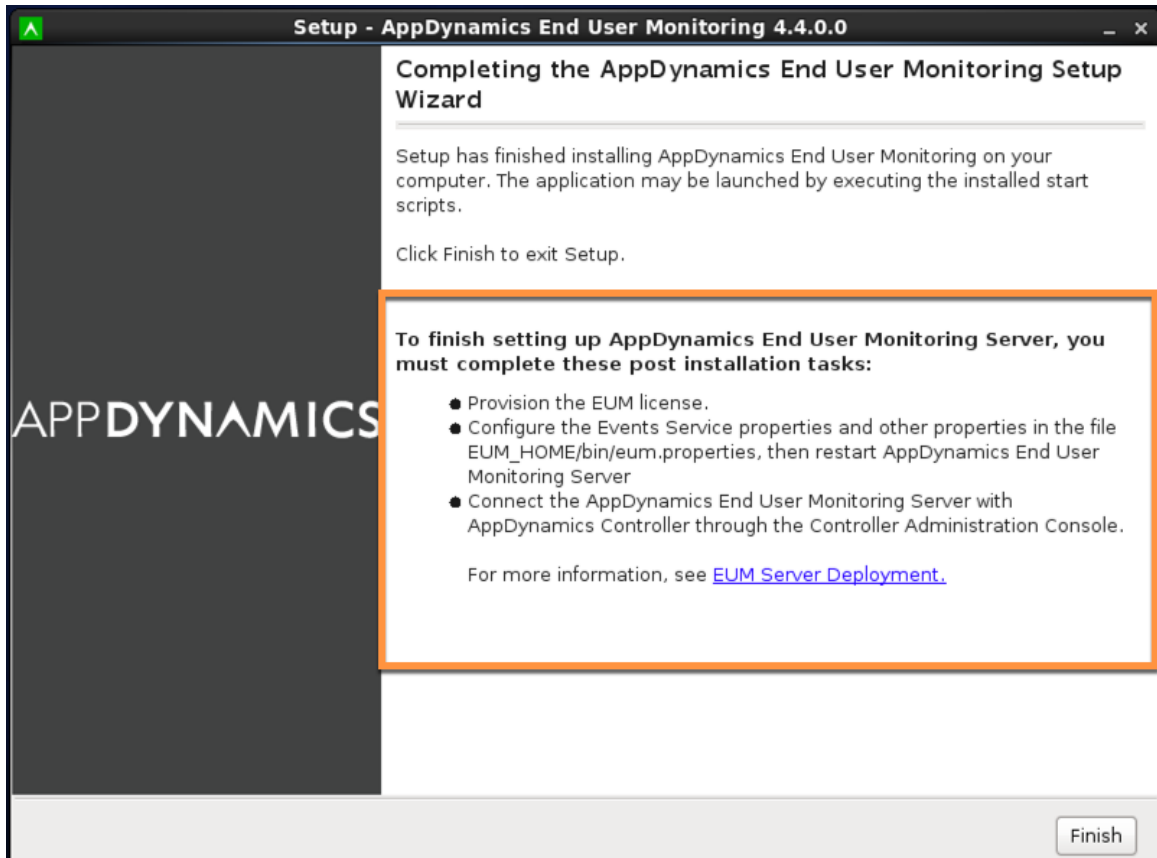 Setup - AppDynamics End User Monitoring 4.4.0.0
Completing the AppDynamics End User Monitoring Setup
Wizard
Setup has finished installing AppDynamics End User Monitoring on your
computer. The application may be launched by executing the installed start
scripts.
Click Finish to exit Setup.
To finish setting up AppDynamics End User Monitoring Server, you
must complete these post installation tasks:
Provision the EUM license.
Configure the Events Service properties and other properties in the file
EUM_HOME/bin/eum.properties, then restart AppDynamics End User
Monitoring Server
Connect the AppDynamics End User Monitoring Server with
AppDynamics Controller through the Controller Administration Console.
For more information, see EUM Server Deployment.
APPDYNAMICS
Finish